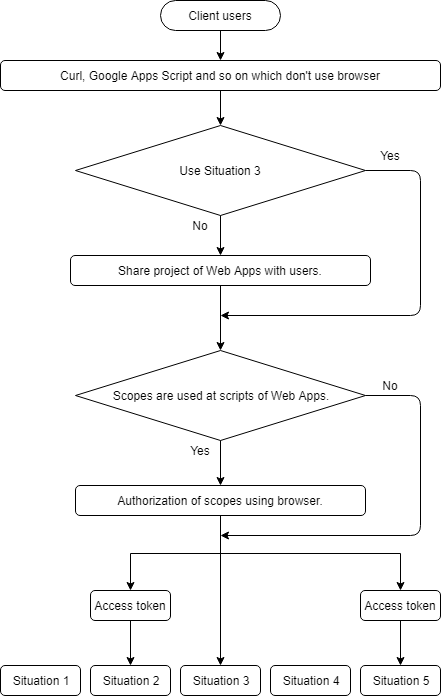 Client users
Curl, Google Apps Script and so on which don't use browser
Use Situation 3
Yes
No
Share project of Web Apps with users.
Scopes are used at scripts of Web Apps.
No
Yes
Authorization of scopes using browser.
Access token
Access token
Situation 1
Situation 2
Situation 3
Situation 4
Situation 5